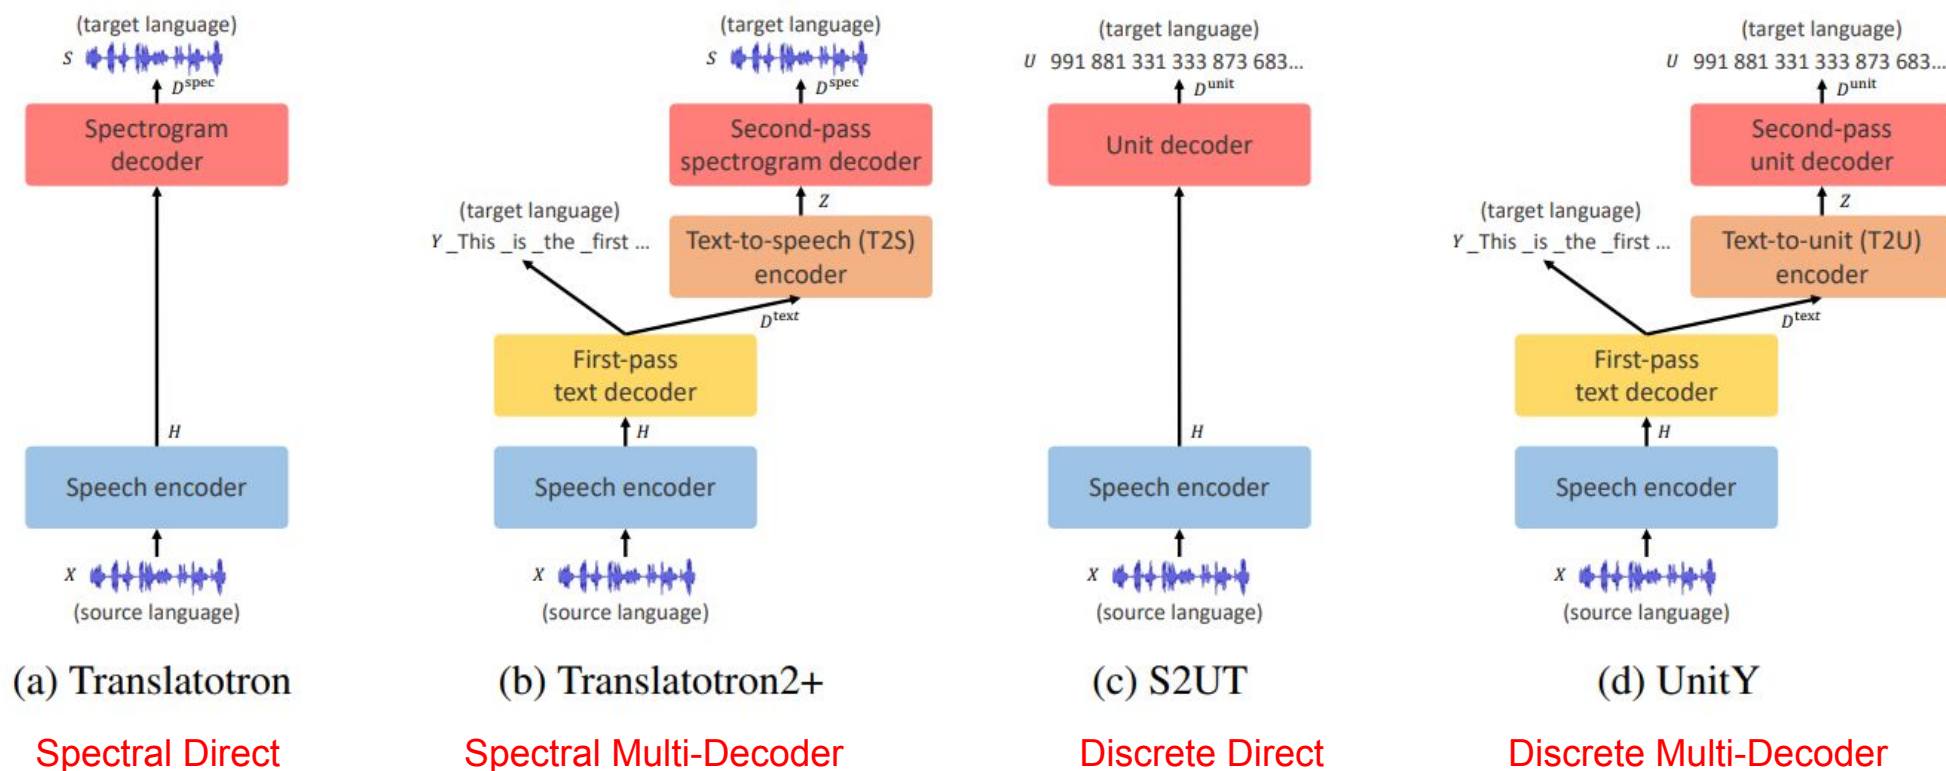 (target language)
S
D^spec
Spectrogram
decoder
H
Speech encoder
X
(source language)
(a) Translatotron
Spectral Direct
(target language)
S
D^spec
Second-pass
spectrogram decoder
Z
(target language)
Y _This _is _the _first ...
Text-to-speech (T2S)
encoder
D^text
First-pass
text decoder
H
Speech encoder
X
(source language)
(b) Translatotron2+
Spectral Multi-Decoder
(target language)
U 991 881 331 333 873 683...
D^unit
Unit decoder
H
Speech encoder
X
(source language)
(c) S2UT
Discrete Direct
(target language)
U 991 881 331 333 873 683...
D^unit
Second-pass
unit decoder
Z
(target language)
Y _This _is _the _first ...
Text-to-unit (T2U)
encoder
D^text
First-pass
text decoder
H
Speech encoder
X
(source language)
(d) UnitY
Discrete Multi-Decoder